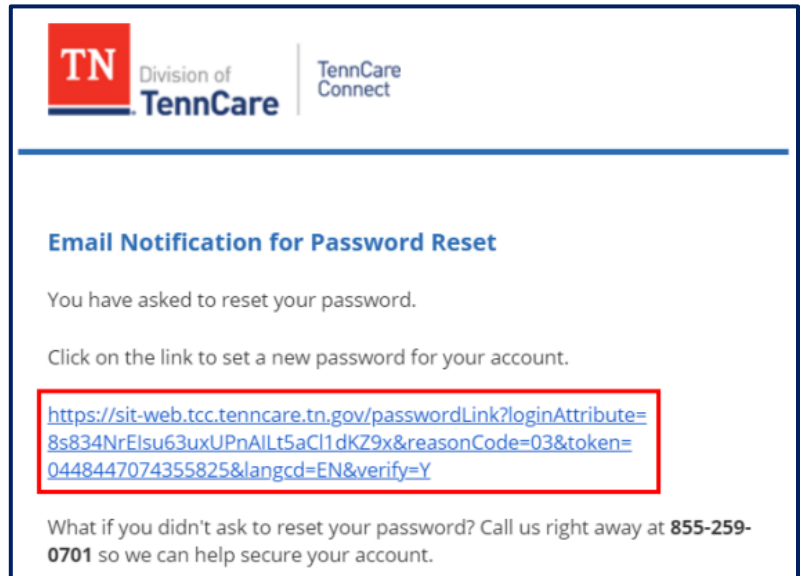 TN
Division of
TennCare
TennCare
Connect
Email Notification for Password Reset
You have asked to reset your password.
Click on the link to set a new password for your account.
https://sit-web.tcc.tenncare.tn.gov/passwordLink?loginAttribute=
8s834NrEIsu63uxUPnAILt5aCl1dKZ9x&reasonCode=03&token=
0448447074355825&langcd=EN&verify=Y
What if you didn't ask to reset your password? Call us right away at 855-259-
0701 so we can help secure your account.